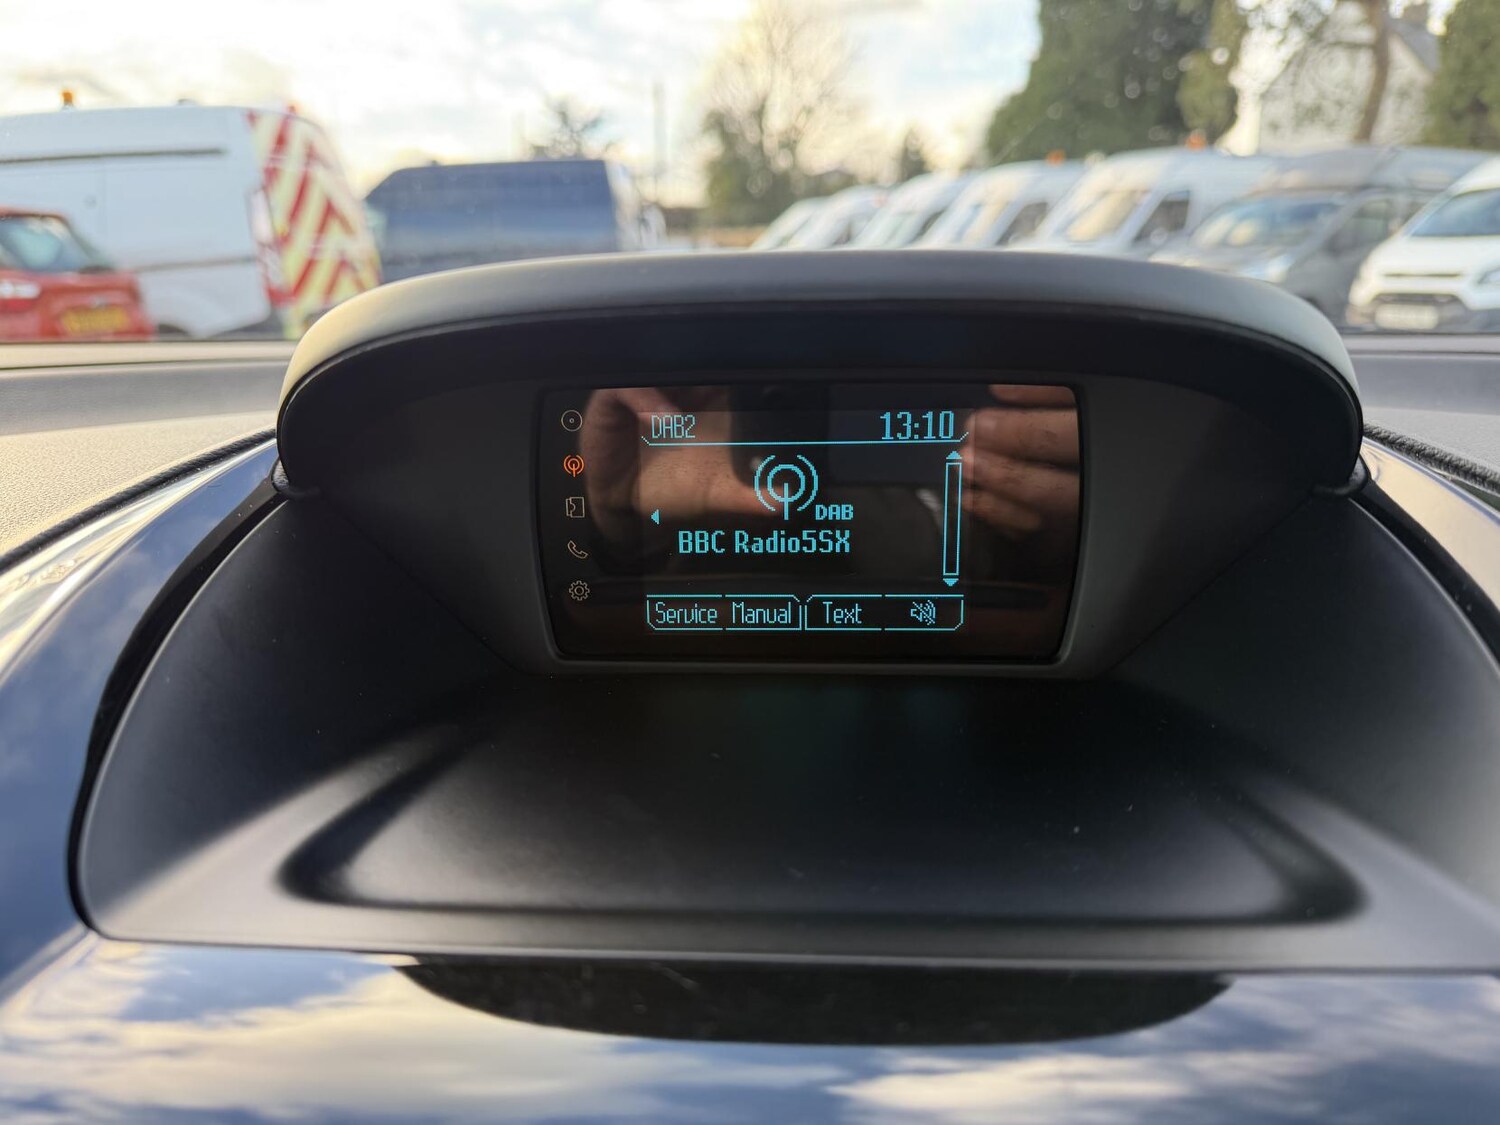 DAB2 13:10
DAB
BBC Radio5SX
Service Manual Text